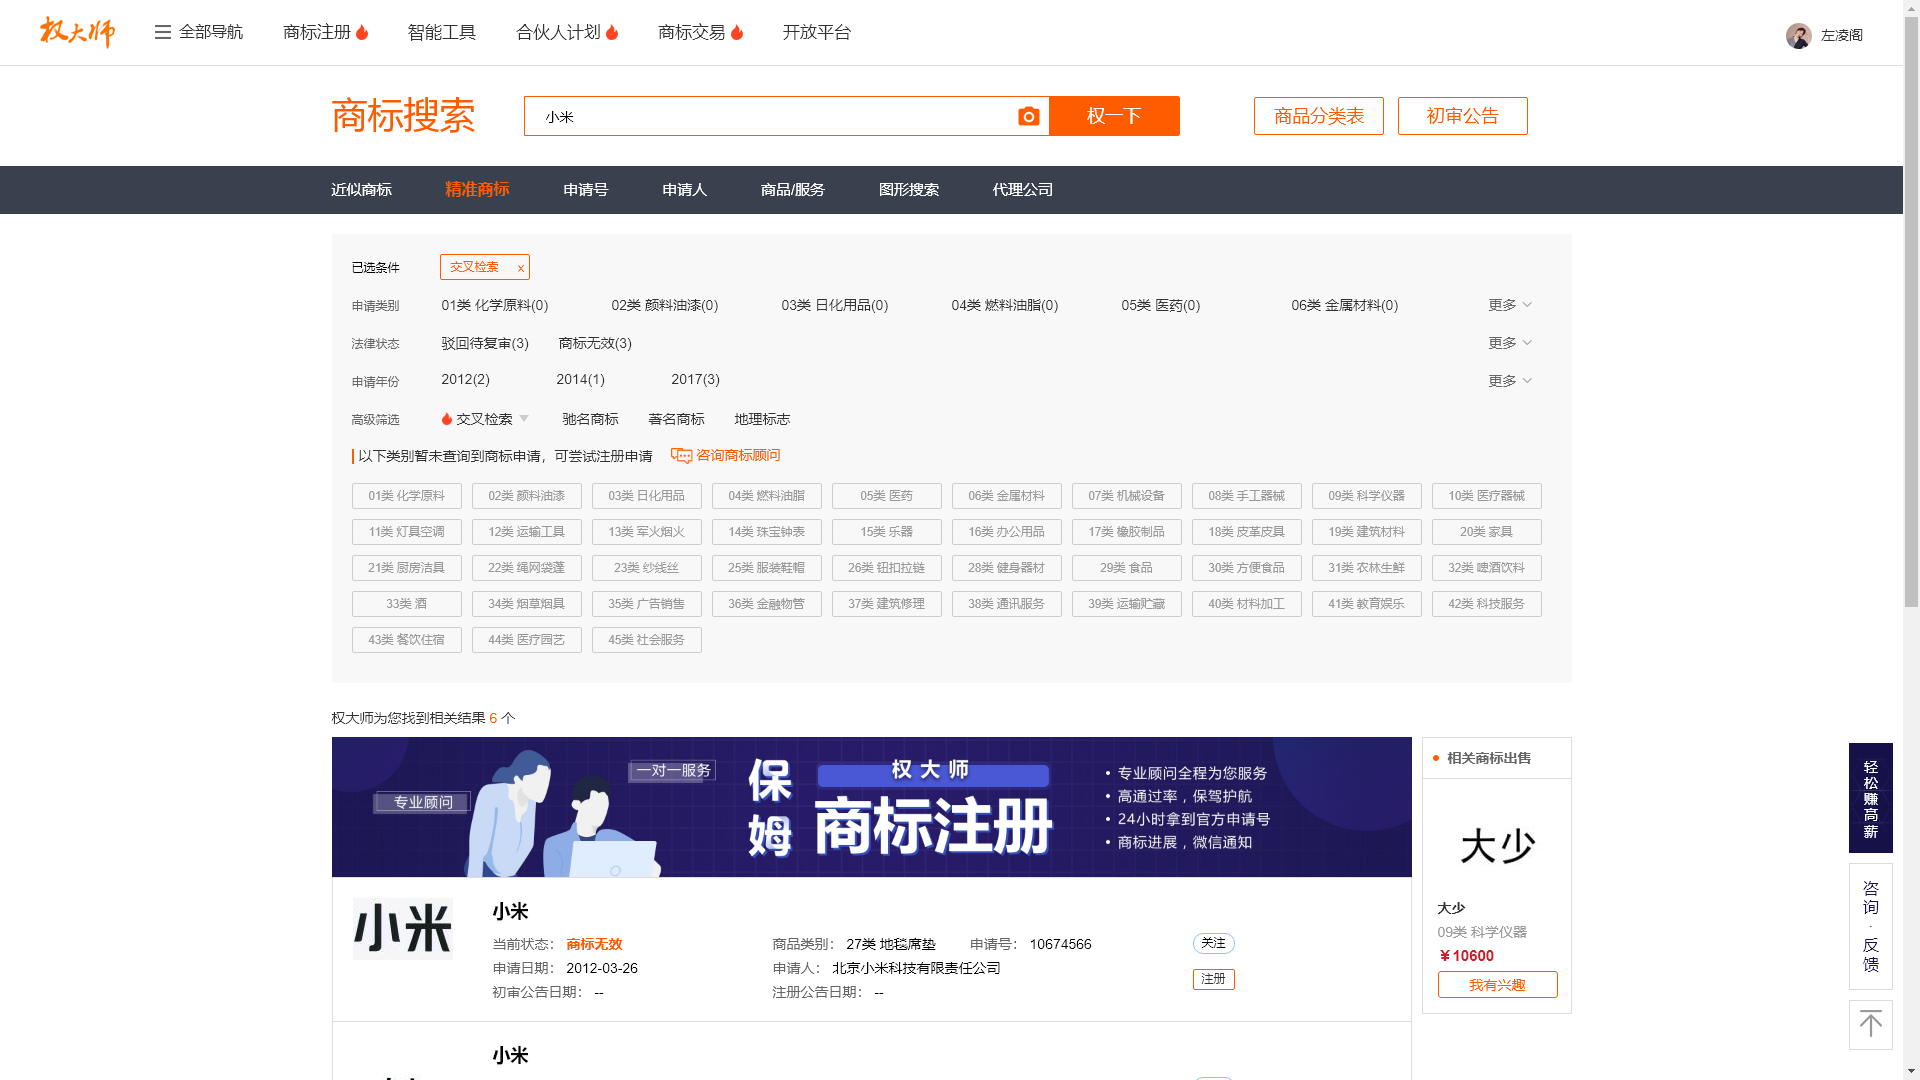 权大师 全部导航 商标注册 智能工具 合伙人计划 商标交易 开放平台 左凌阁
商标搜索 小米 权一下 商品分类表 初审公告
近似商标 精准商标 申请号 申请人 商品/服务 图形搜索 代理公司
已选条件 交叉检索 x
申请类别 01类 化学原料(0) 02类 颜料油漆(0) 03类 日化用品(0) 04类 燃料油脂(0) 05类 医药(0) 06类 金属材料(0) 更多
法律状态 驳回待复审(3) 商标无效(3) 更多
申请年份 2012(2) 2014(1) 2017(3) 更多
高级筛选 交叉检索 驰名商标 著名商标 地理标志
以下类别暂未查询到商标申请，可尝试注册申请 咨询商标顾问
01类 化学原料 02类 颜料油漆 03类 日化用品 04类 燃料油脂 05类 医药 06类 金属材料 07类 机械设备 08类 手工器械 09类 科学仪器 10类 医疗器械
11类 灯具空调 12类 运输工具 13类 军火烟火 14类 珠宝钟表 15类 乐器 16类 办公用品 17类 橡胶制品 18类 皮革皮具 19类 建筑材料 20类 家具
21类 厨房洁具 22类 绳网袋篷 23类 纱线丝 25类 服装鞋帽 26类 钮扣拉链 28类 健身器材 29类 食品 30类 方便食品 31类 农林生鲜 32类 啤酒饮料
33类 酒 34类 烟草烟具 35类 广告销售 36类 金融物管 37类 建筑修理 38类 通讯服务 39类 运输贮藏 40类 材料加工 41类 教育娱乐 42类 科技服务
43类 餐饮住宿 44类 医疗园艺 45类 社会服务
权大师为您找到相关结果 6 个
专业顾问
一对一服务
保姆
权大师
商标注册
• 专业顾问全程为您服务
• 高通过率，保驾护航
• 24小时拿到官方申请号
• 商标进展，微信通知
小米
小米
当前状态： 商标无效 商品类别： 27类 地毯席垫 申请号： 10674566 关注
申请日期： 2012-03-26 申请人： 北京小米科技有限责任公司
初审公告日期： -- 注册公告日期： -- 注册
小米
相关商标出售
大少
大少
09类 科学仪器
￥10600
我有兴趣
轻松赚高薪
咨询·反馈